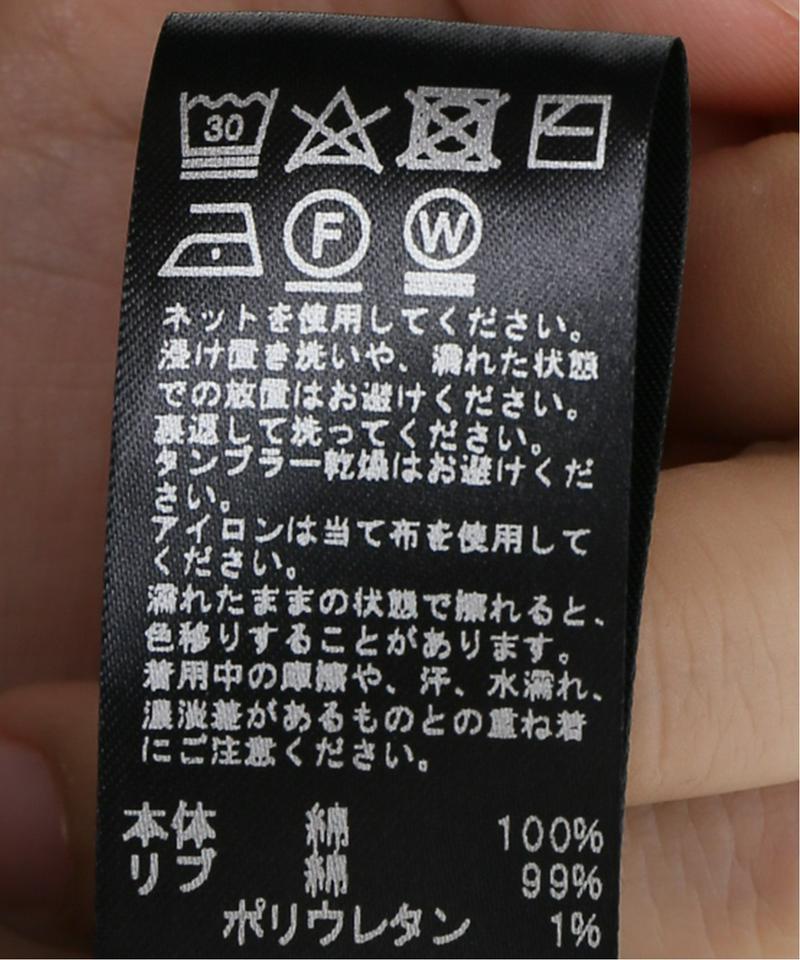 30
F W
ネットを使用してください。
浸け置き洗いや、濡れた状態
での放置はお避けください。
裏返して洗ってください。
タンブラー乾燥はお避けくだ
さい。
アイロンは当て布を使用して
ください。
濡れたままの状態で擦れると、
色移りすることがあります。
着用中の摩擦や、汗、水濡れ、
濃淡差があるものとの重ね着
にご注意ください。
本体 綿 100%
リブ 綿 99%
ポリウレタン 1%